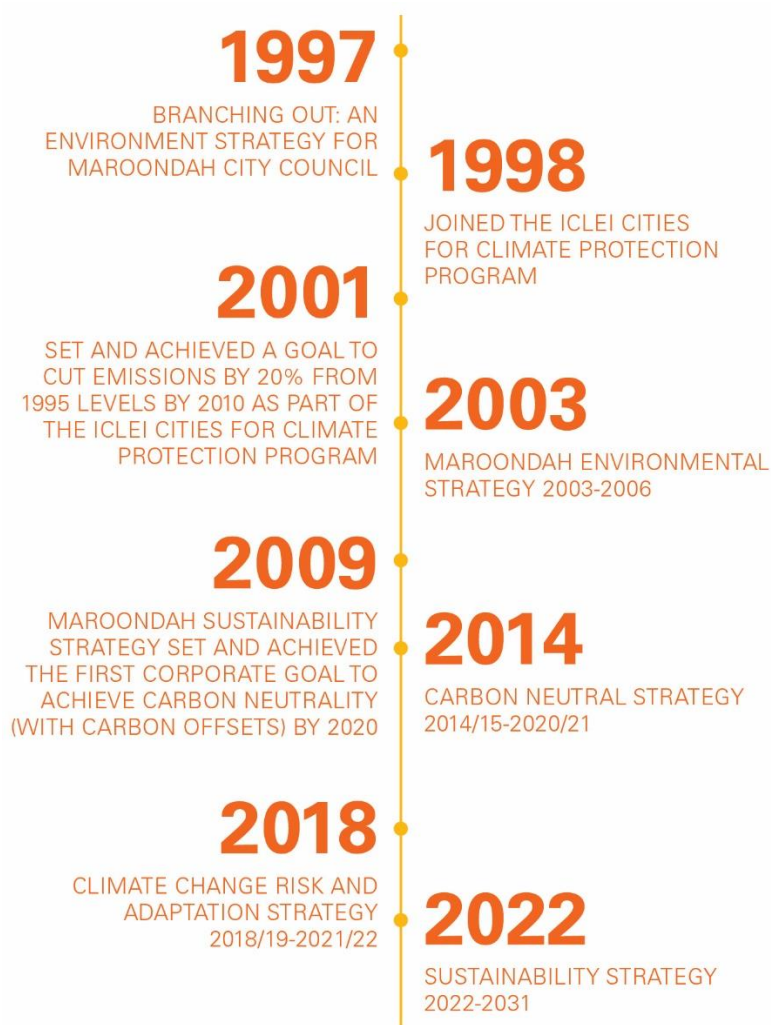 1997
BRANCHING OUT: AN
ENVIRONMENT STRATEGY FOR
MAROONDAH CITY COUNCIL
1998
JOINED THE ICLEI CITIES
FOR CLIMATE PROTECTION
PROGRAM
2001
SET AND ACHIEVED A GOAL TO
CUT EMISSIONS BY 20% FROM
1995 LEVELS BY 2010 AS PART OF
THE ICLEI CITIES FOR CLIMATE
PROTECTION PROGRAM
2003
MAROONDAH ENVIRONMENTAL
STRATEGY 2003-2006
2009
MAROONDAH SUSTAINABILITY
STRATEGY SET AND ACHIEVED
THE FIRST CORPORATE GOAL TO
ACHIEVE CARBON NEUTRALITY
(WITH CARBON OFFSETS) BY 2020
2014
CARBON NEUTRAL STRATEGY
2014/15-2020/21
2018
CLIMATE CHANGE RISK AND
ADAPTATION STRATEGY
2018/19-2021/22
2022
SUSTAINABILITY STRATEGY
2022-2031